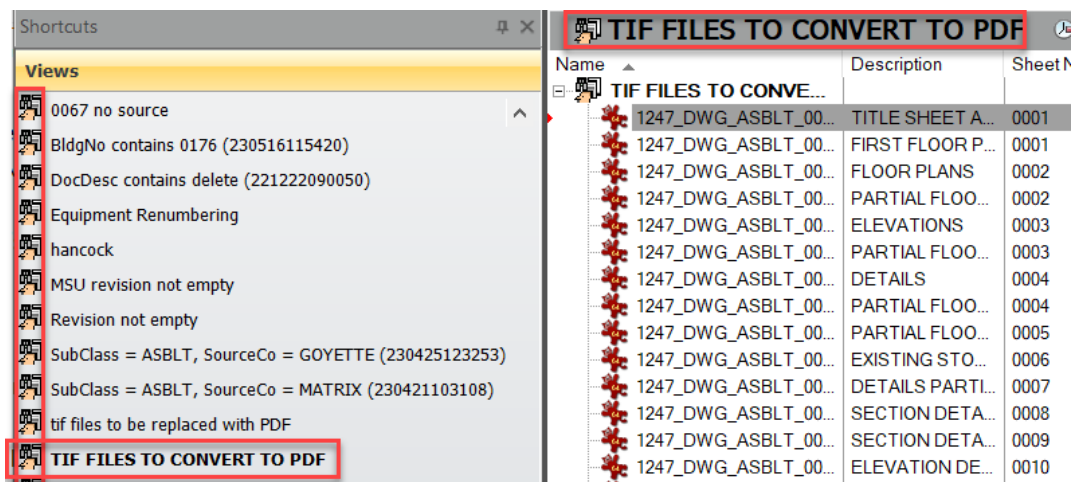 Shortcuts
Views
0067 no source
BldgNo contains 0176 (230516115420)
DocDesc contains delete (221222090050)
Equipment Renumbering
hancock
MSU revision not empty
Revision not empty
SubClass = ASBLT, SourceCo = GOYETTE (230425123253)
SubClass = ASBLT, SourceCo = MATRIX (230421103108)
tif files to be replaced with PDF
TIF FILES TO CONVERT TO PDF
TIF FILES TO CONVERT TO PDF
Name Description Sheet N
TIF FILES TO CONVE...
1247_DWG_ASBLT_00... TITLE SHEET A... 0001
1247_DWG_ASBLT_00... FIRST FLOOR P... 0001
1247_DWG_ASBLT_00... FLOOR PLANS 0002
1247_DWG_ASBLT_00... PARTIAL FLOO... 0002
1247_DWG_ASBLT_00... ELEVATIONS 0003
1247_DWG_ASBLT_00... PARTIAL FLOO... 0003
1247_DWG_ASBLT_00... DETAILS 0004
1247_DWG_ASBLT_00... PARTIAL FLOO... 0004
1247_DWG_ASBLT_00... PARTIAL FLOO... 0005
1247_DWG_ASBLT_00... EXISTING STO... 0006
1247_DWG_ASBLT_00... DETAILS PARTI... 0007
1247_DWG_ASBLT_00... SECTION DETA... 0008
1247_DWG_ASBLT_00... SECTION DETA... 0009
1247_DWG_ASBLT_00... ELEVATION DE... 0010